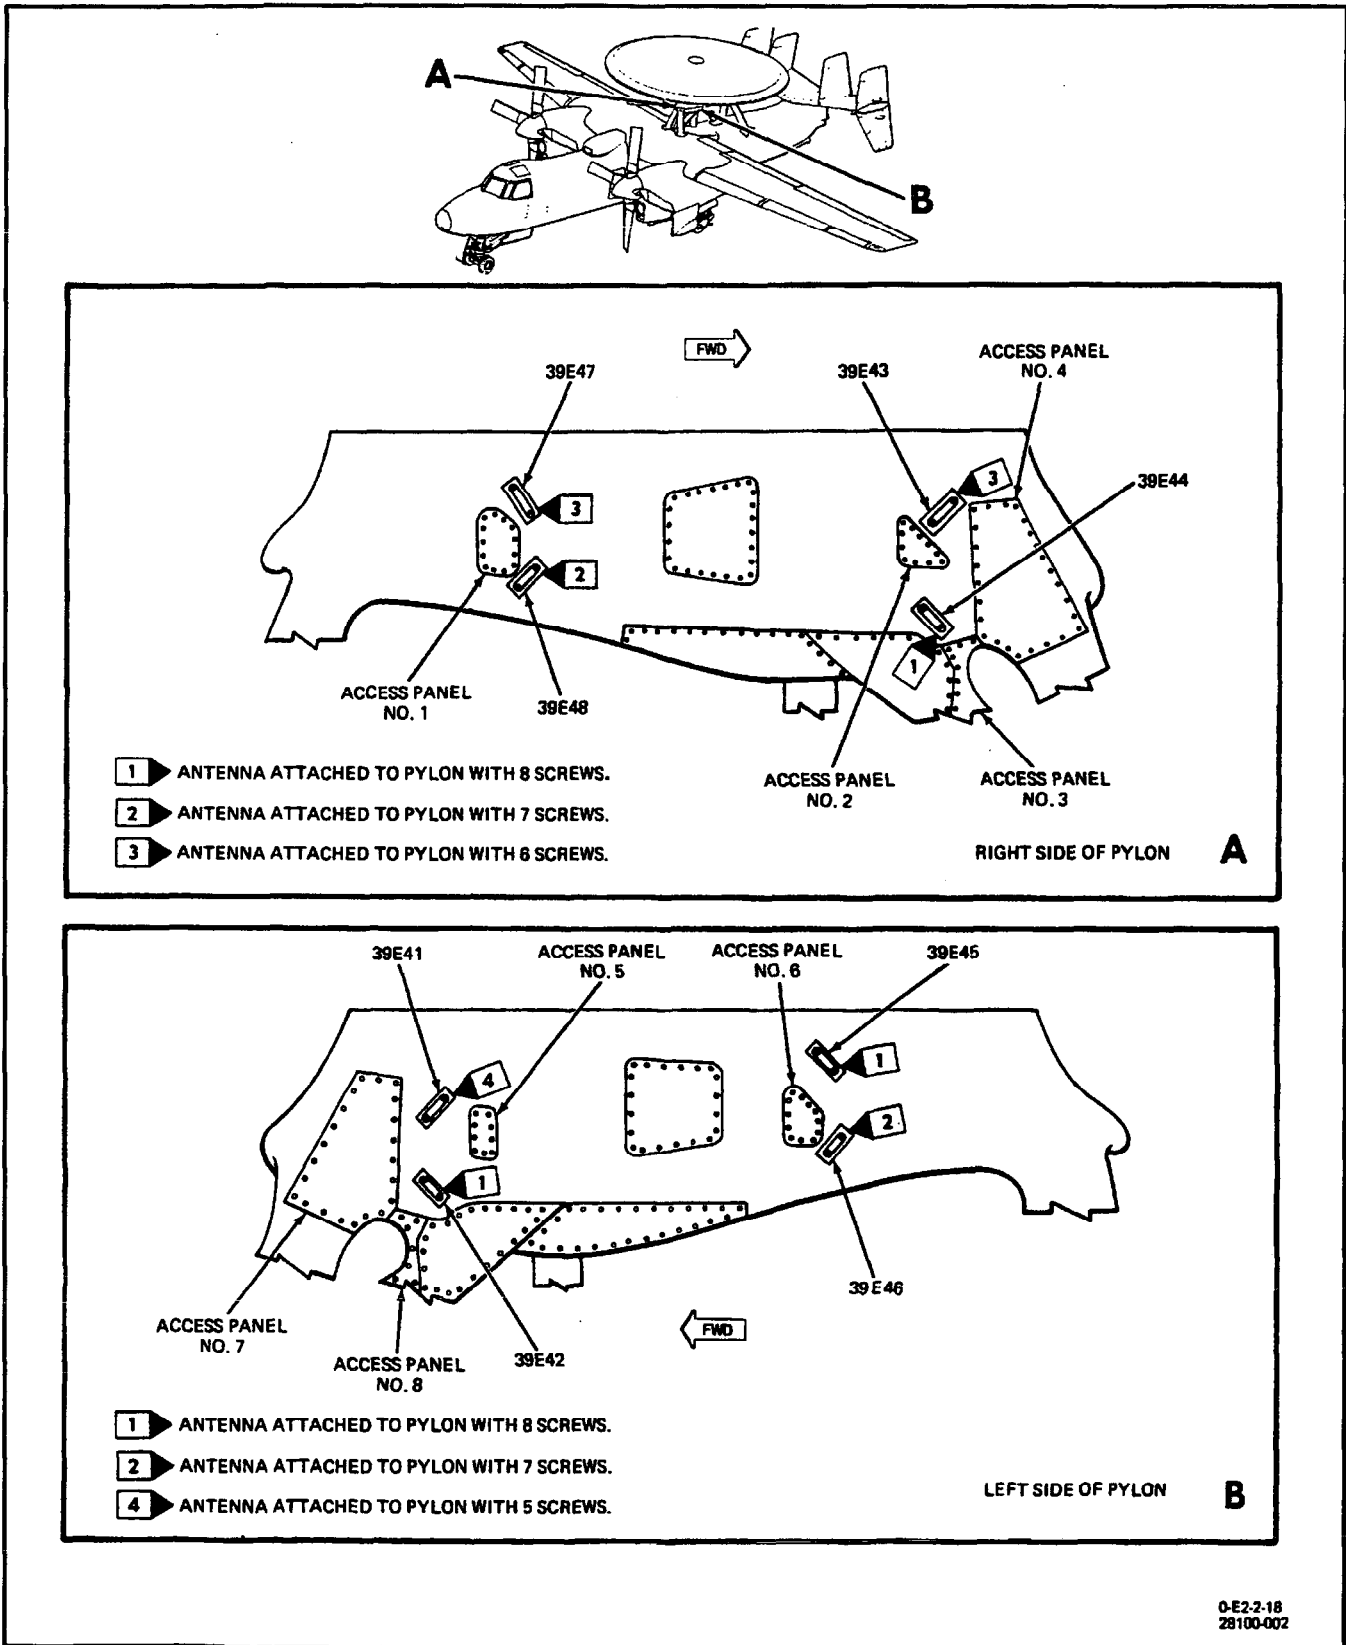 A
B
FWD
39E47
39E43
ACCESS PANEL
NO. 4
3
39E44
3
2
1
ACCESS PANEL
NO. 1
39E48
1 ANTENNA ATTACHED TO PYLON WITH 8 SCREWS.
ACCESS PANEL
NO. 2
ACCESS PANEL
NO. 3
2 ANTENNA ATTACHED TO PYLON WITH 7 SCREWS.
3 ANTENNA ATTACHED TO PYLON WITH 6 SCREWS.
RIGHT SIDE OF PYLON
A
39E41
ACCESS PANEL
NO. 5
ACCESS PANEL
NO. 6
39E45
4
1
2
1
39E46
ACCESS PANEL
NO. 7
FWD
ACCESS PANEL
NO. 8
39E42
1 ANTENNA ATTACHED TO PYLON WITH 8 SCREWS.
2 ANTENNA ATTACHED TO PYLON WITH 7 SCREWS.
4 ANTENNA ATTACHED TO PYLON WITH 5 SCREWS.
LEFT SIDE OF PYLON
B
0-E2-2-18
28100-002